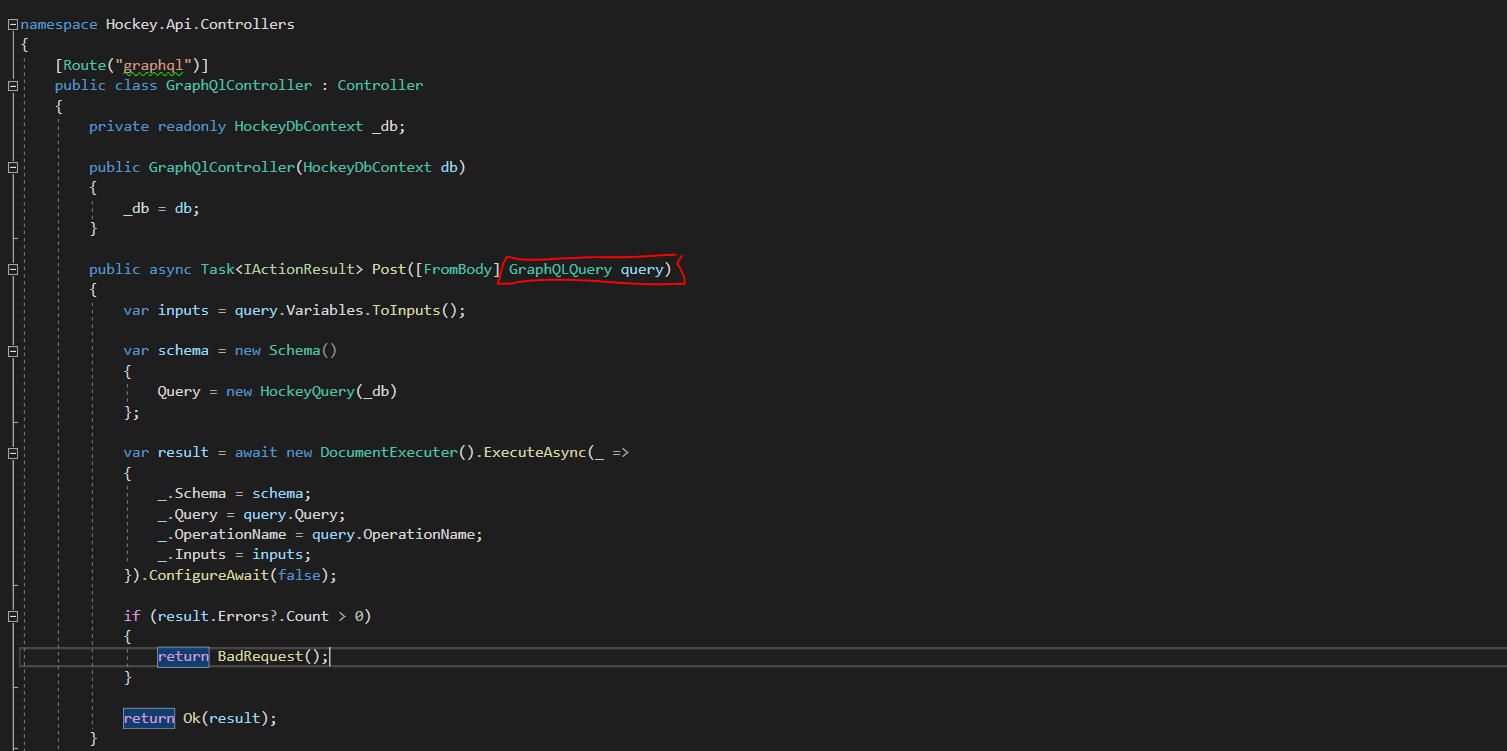 namespace Hockey.Api.Controllers
{
[Route("graphql")]
public class GraphQlController : Controller
{
private readonly HockeyDbContext _db;
public GraphQlController(HockeyDbContext db)
{
_db = db;
}
public async Task<IActionResult> Post([FromBody] GraphQLQuery query)
{
var inputs = query.Variables.ToInputs();
var schema = new Schema()
{
Query = new HockeyQuery(_db)
};
var result = await new DocumentExecuter().ExecuteAsync(_ =>
{
_.Schema = schema;
_.Query = query.Query;
_.OperationName = query.OperationName;
_.Inputs = inputs;
}).ConfigureAwait(false);
if (result.Errors?.Count > 0)
{
return BadRequest();
}
return Ok(result);
}